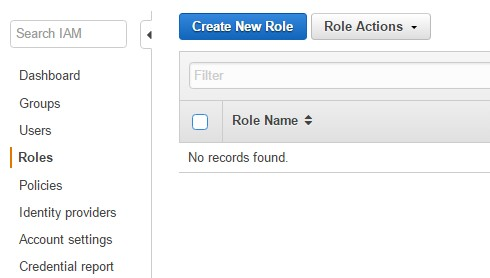 Search IAM
Dashboard
Groups
Users
Roles
Policies
Identity providers
Account settings
Credential report
Create New Role
Role Actions
Filter
Role Name
No records found.